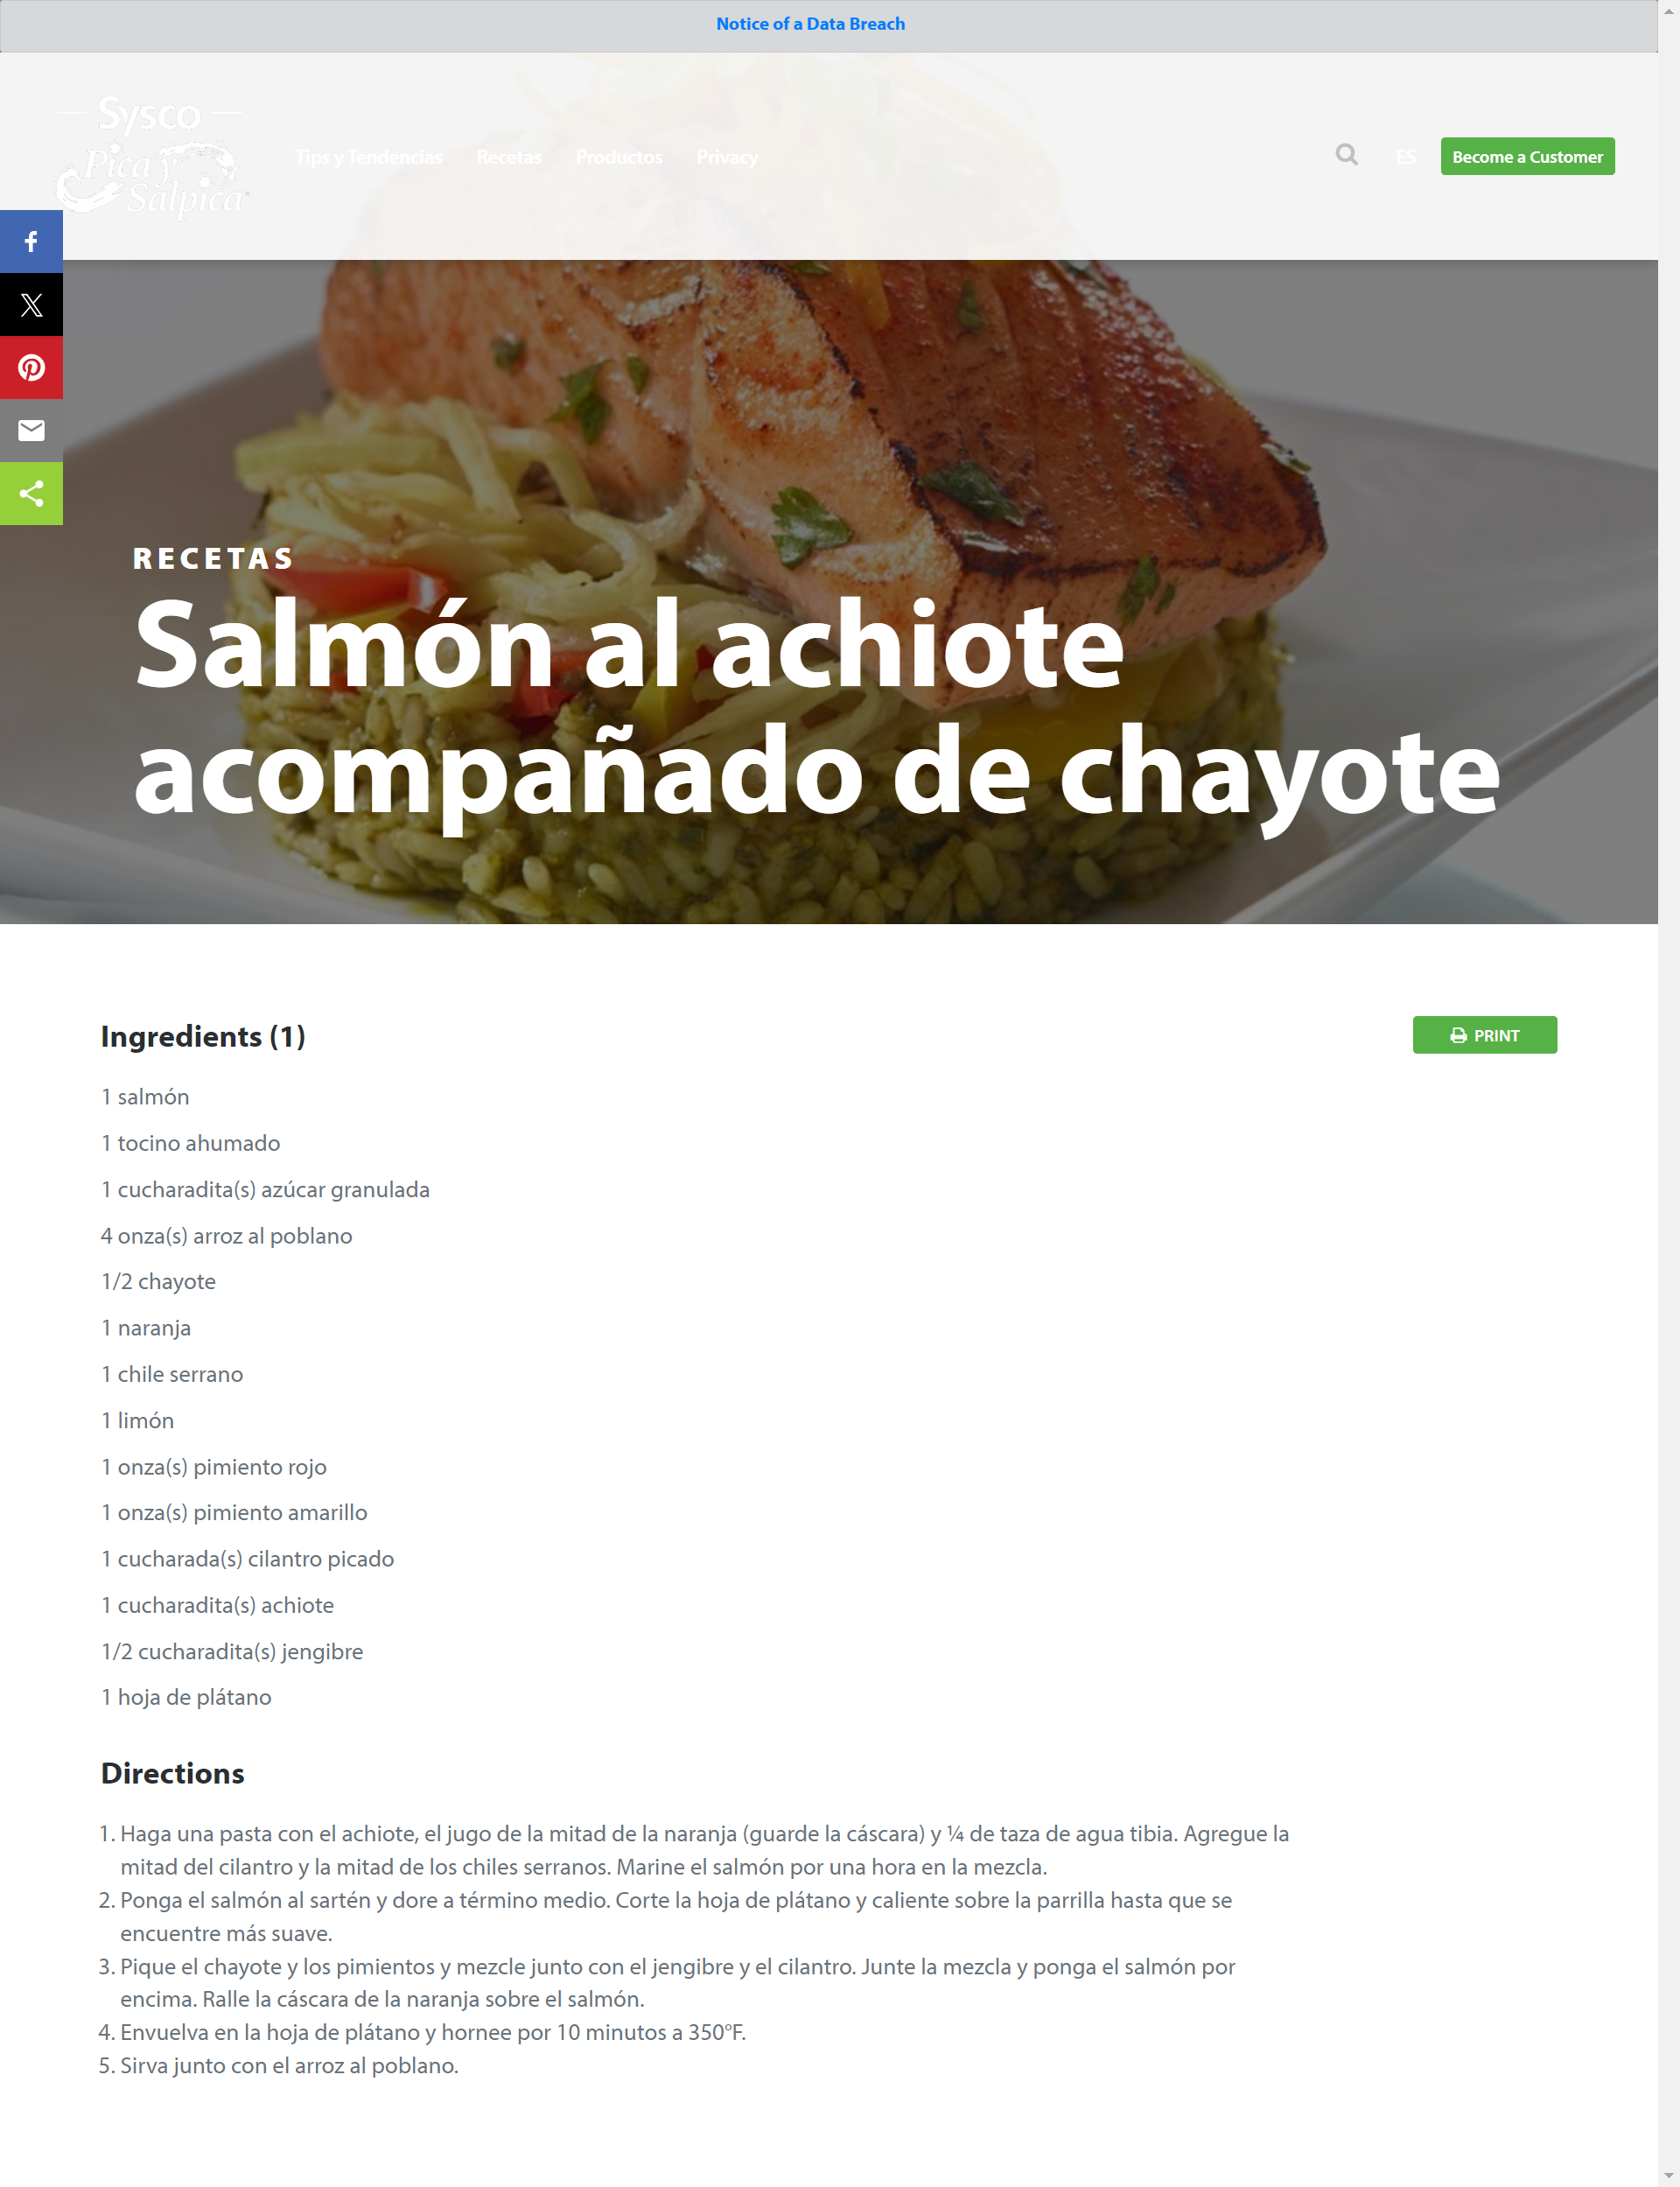 Notice of a Data Breach
Sysco
Pica y
Salpica
Tips y Tendencias
Recetas
Productos
Privacy
ES
Become a Customer
RECETAS
Salmón al achiote
acompañado de chayote
Ingredients (1)
PRINT
1 salmón
1 tocino ahumado
1 cucharadita(s) azúcar granulada
4 onza(s) arroz al poblano
1/2 chayote
1 naranja
1 chile serrano
1 limón
1 onza(s) pimiento rojo
1 onza(s) pimiento amarillo
1 cucharada(s) cilantro picado
1 cucharadita(s) achiote
1/2 cucharadita(s) jengibre
1 hoja de plátano
Directions
1. Haga una pasta con el achiote, el jugo de la mitad de la naranja (guarde la cáscara) y ¼ de taza de agua tibia. Agregue la
mitad del cilantro y la mitad de los chiles serranos. Marine el salmón por una hora en la mezcla.
2. Ponga el salmón al sartén y dore a término medio. Corte la hoja de plátano y caliente sobre la parrilla hasta que se
encuentre más suave.
3. Pique el chayote y los pimientos y mezcle junto con el jengibre y el cilantro. Junte la mezcla y ponga el salmón por
encima. Ralle la cáscara de la naranja sobre el salmón.
4. Envuelva en la hoja de plátano y hornee por 10 minutos a 350°F.
5. Sirva junto con el arroz al poblano.